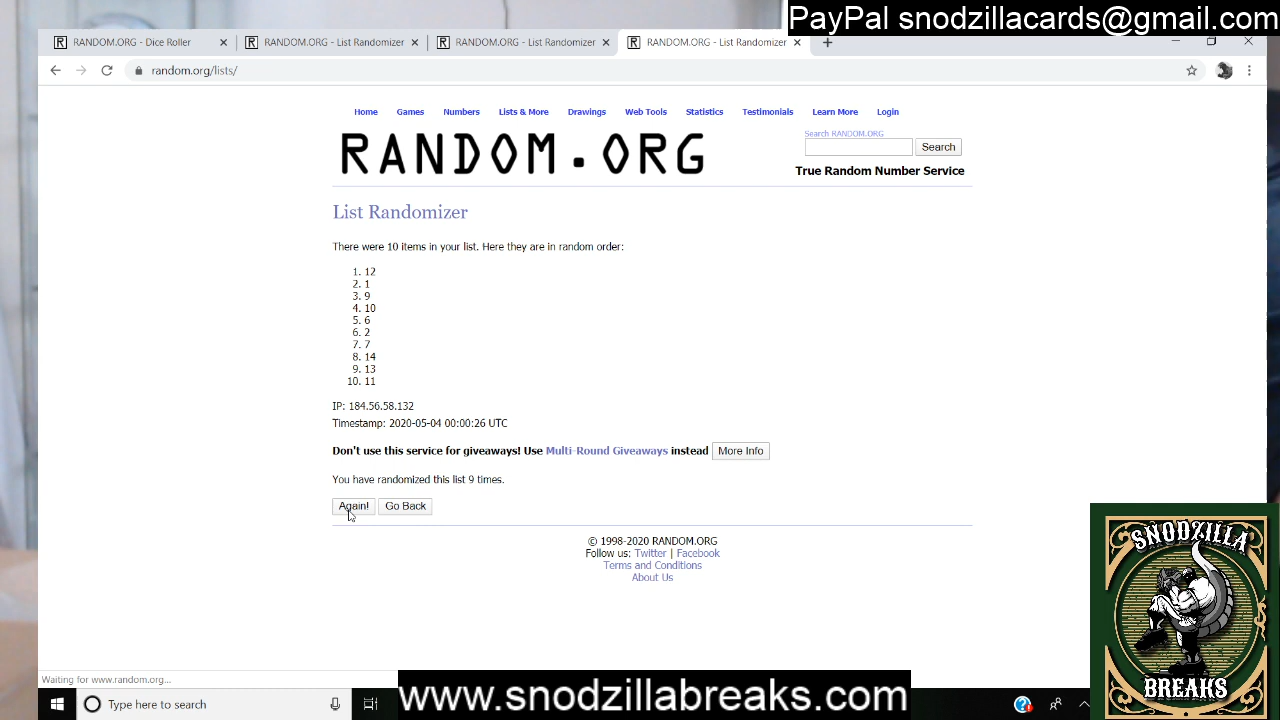 PayPal snodzillacards@gmail.com
RANDOM.ORG - Dice Roller
RANDOM.ORG - List Randomizer
RANDOM.ORG - List Randomizer
RANDOM.ORG - List Randomizer
random.org/lists/
Home Games Numbers Lists & More Drawings Web Tools Statistics Testimonials Learn More Login
RANDOM.ORG
Search RANDOM.ORG
Search
True Random Number Service
List Randomizer
There were 10 items in your list. Here they are in random order:
1. 12
2. 1
3. 9
4. 10
5. 6
6. 2
7. 7
8. 14
9. 13
10. 11
IP: 184.56.58.132
Timestamp: 2020-05-04 00:00:26 UTC
Don't use this service for giveaways! Use Multi-Round Giveaways instead More Info
You have randomized this list 9 times.
Again! Go Back
© 1998-2020 RANDOM.ORG
Follow us: Twitter | Facebook
Terms and Conditions
About Us
Waiting for www.random.org...
Type here to search
www.snodzillabreaks.com
SNODZILLA
BREAKS